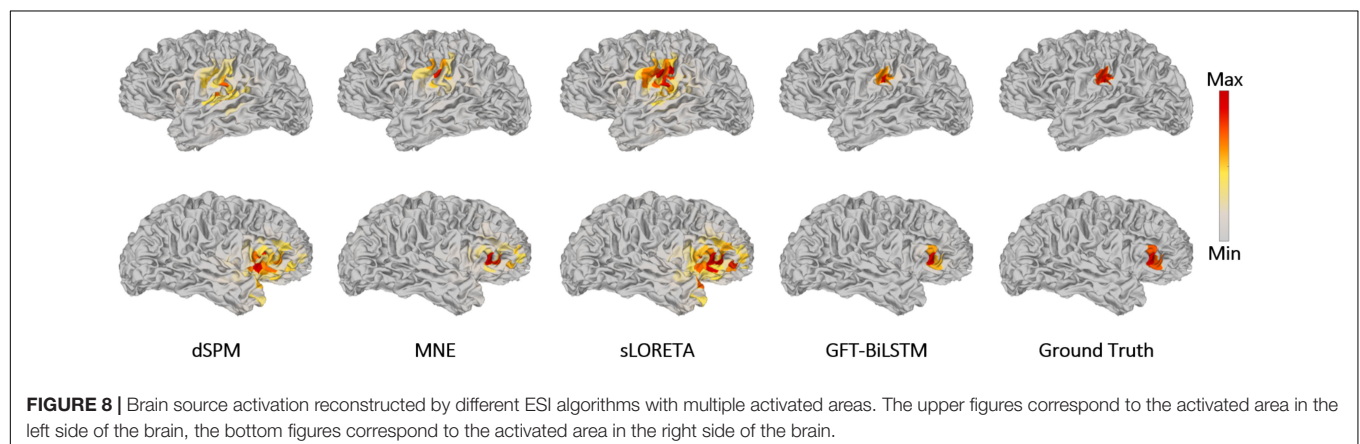 Max
Min
dSPM MNE sLORETA GFT-BiLSTM Ground Truth
FIGURE 8 | Brain source activation reconstructed by different ESI algorithms with multiple activated areas. The upper figures correspond to the activated area in the
left side of the brain, the bottom figures correspond to the activated area in the right side of the brain.